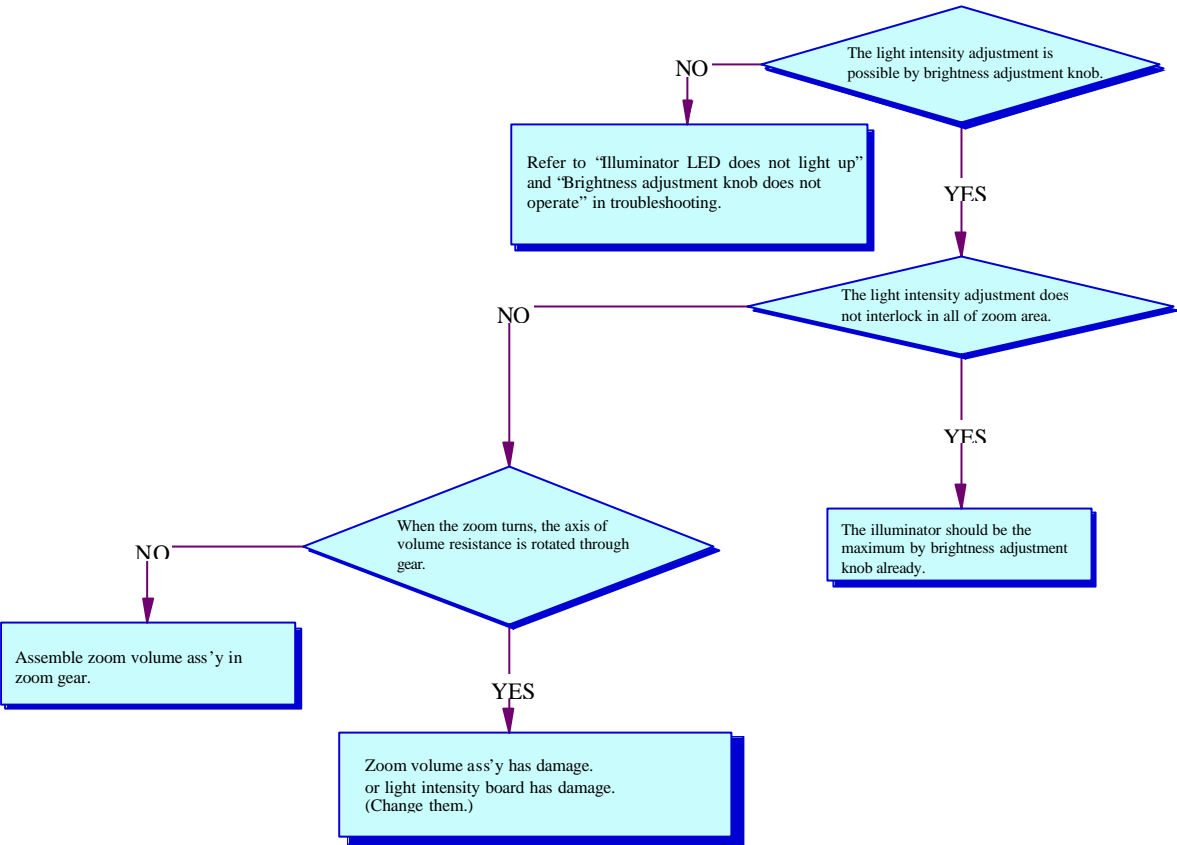 The light intensity adjustment is
possible by brightness adjustment knob.
NO
Refer to “Illuminator LED does not light up”
and “Brightness adjustment knob does not
operate” in troubleshooting.
YES
The light intensity adjustment does
not interlock in all of zoom area.
NO
YES
The illuminator should be the
maximum by brightness adjustment
knob already.
When the zoom turns, the axis of
volume resistance is rotated through
gear.
NO
Assemble zoom volume ass’y in
zoom gear.
YES
Zoom volume ass’y has damage.
or light intensity board has damage.
(Change them.)